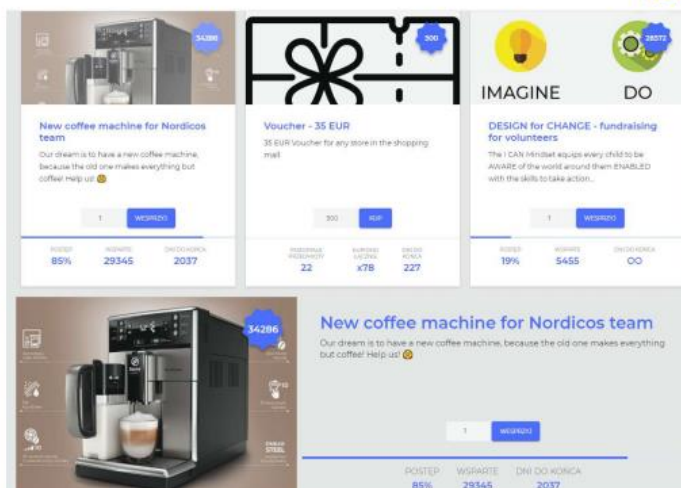 34286
New coffee machine for Nordicos
team
Our dream is to have a new coffee machine,
because the old one makes everything but
coffee! Help us!
1 WESPRZYJ
POSTĘP WSPARTE DNI DO KOŃCA
85% 29345 2037
300
Voucher - 35 EUR
35 EUR Voucher for any store in the shopping
mall
300 KUP
KUPIONO
ŁĄCZNIE
DNI DO
KOŃCA
22 x78 227
28572
IMAGINE DO
DESIGN for CHANGE - fundraising
for volunteers
The I CAN Mindset equips every child to be
AWARE of the world around them ENABLED
with the skills to take action...
1 WESPRZYJ
POSTĘP WSPARTE DNI DO KOŃCA
19% 5455 ∞
34286
STEEL
New coffee machine for Nordicos team
Our dream is to have a new coffee machine, because the old one makes everything
but coffee! Help us!
1 WESPRZYJ
POSTĘP WSPARTE DNI DO KOŃCA
85% 29345 2037